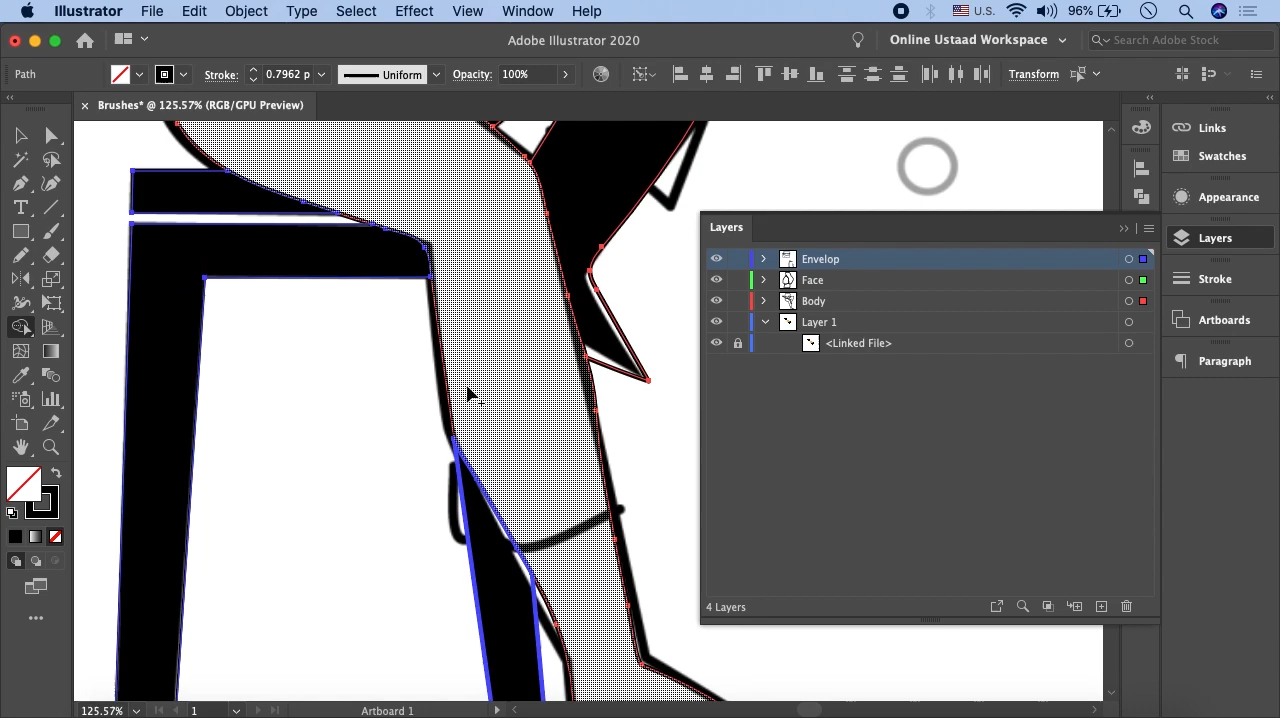 Illustrator File Edit Object Type Select Effect View Window Help U.S. 96%
Adobe Illustrator 2020 Online Ustaad Workspace Search Adobe Stock
Path Stroke: 0.7962 p Uniform Opacity: 100% Transform
Brushes* @ 125.57% (RGB/GPU Preview)
Links
Swatches
Appearance
Layers
Stroke
Artboards
Paragraph
Layers
Envelop
Face
Body
Layer 1
<Linked File>
4 Layers
125.57% 1 Artboard 1